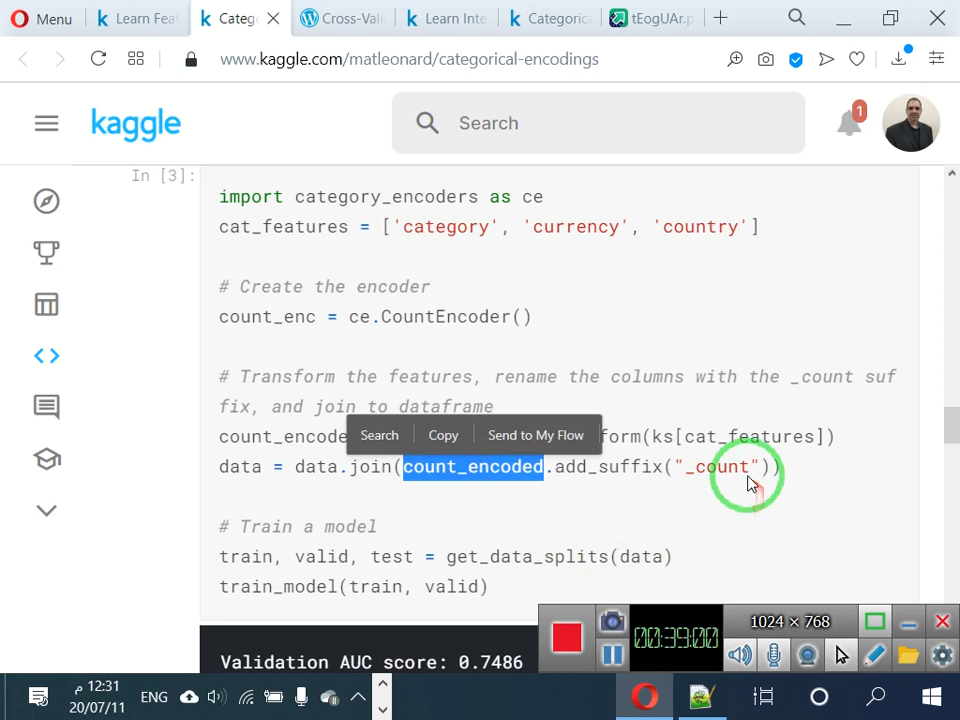 Menu
Learn Feat
Catego
Cross-Vali
Learn Inte
Categorica
tEogUAr.p
www.kaggle.com/matleonard/categorical-encodings
kaggle
Search
1
In [3]:
import category_encoders as ce
cat_features = ['category', 'currency', 'country']
# Create the encoder
count_enc = ce.CountEncoder()
# Transform the features, rename the columns with the _count suf
fix, and join to dataframe
count_encode
form(ks[cat_features])
Search
Copy
Send to My Flow
data = data.join(count_encoded.add_suffix("_count"))
# Train a model
train, valid, test = get_data_splits(data)
train_model(train, valid)
Validation AUC score: 0.7486
00:39:00
1024 × 768
12:31 م
20/07/11
ENG